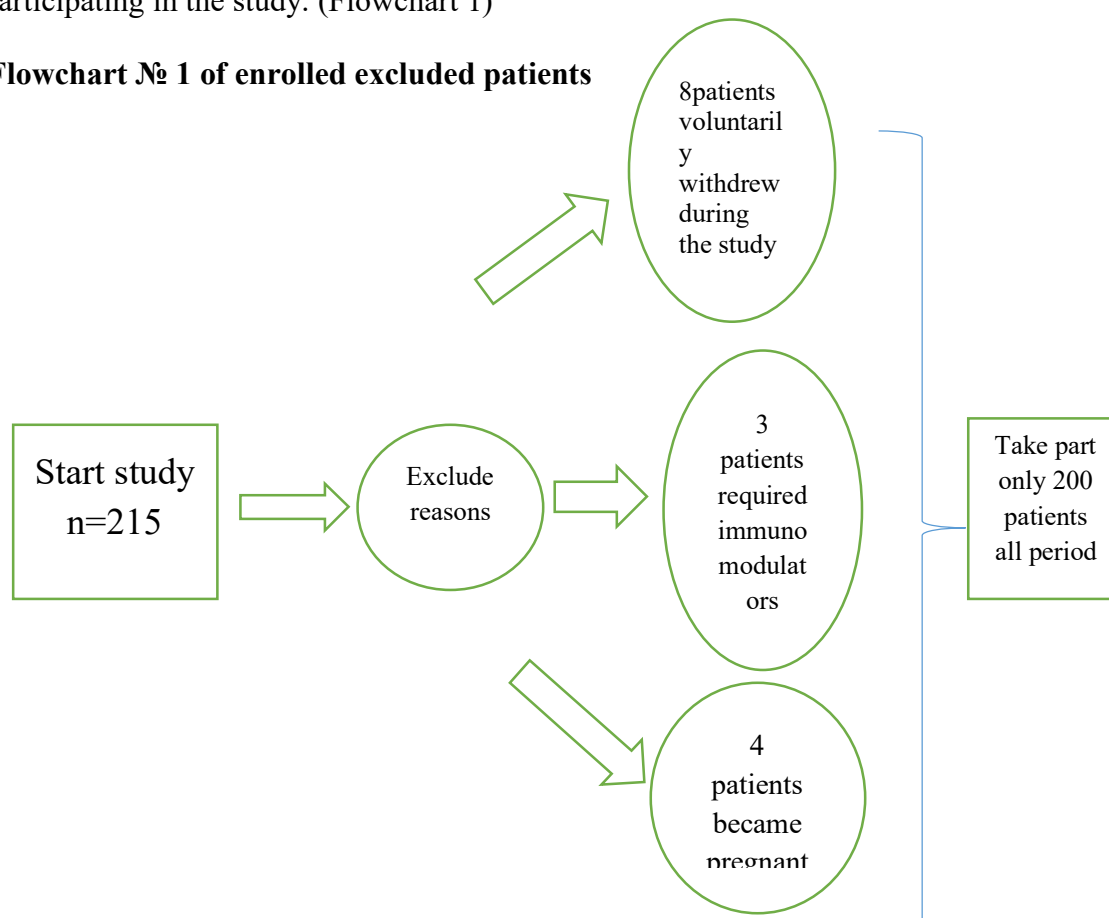 articipating in the study. (Flowchart 1)
Flowchart № 1 of enrolled excluded patients
8patients
voluntaril
y
withdrew
during
the study
Start study
n=215
Exclude
reasons
3
patients
required
immuno
modulat
ors
Take part
only 200
patients
all period
4
patients
became
pregnant